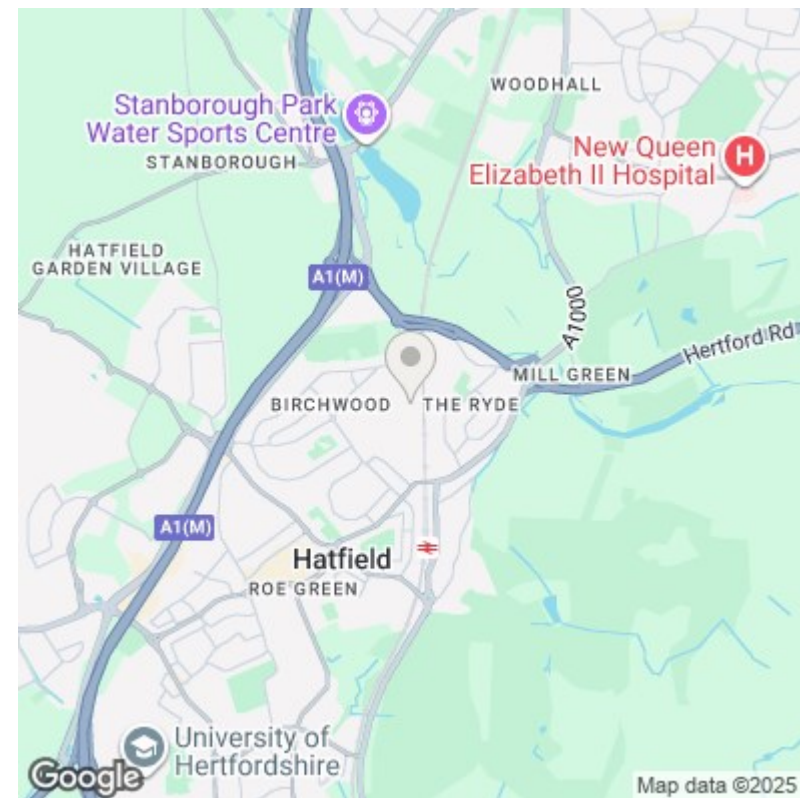 WOODHALL
Stanborough Park
Water Sports Centre
STANBOROUGH
New Queen
Elizabeth II Hospital
H
HATFIELD
GARDEN VILLAGE
A1(M)
A1000
Hertford Rd
MILL GREEN
BIRCHWOOD
THE RYDE
A1(M)
Hatfield
ROE GREEN
University of
Hertfordshire
Google
Map data ©2025